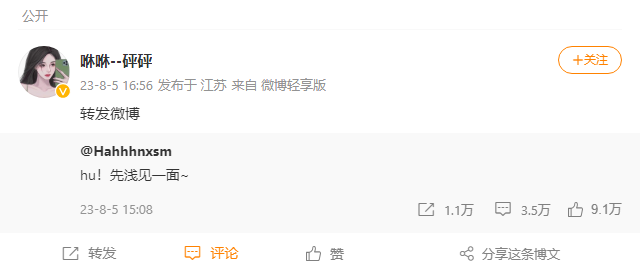 公开
咻咻--砰砰
+关注
23-8-5 16:56 发布于 江苏 来自 微博轻享版
转发微博
@Hahhhnxsm
hu！先浅见一面~
23-8-5 15:08 1.1万 3.5万 9.1万
转发 评论 赞 分享这条博文